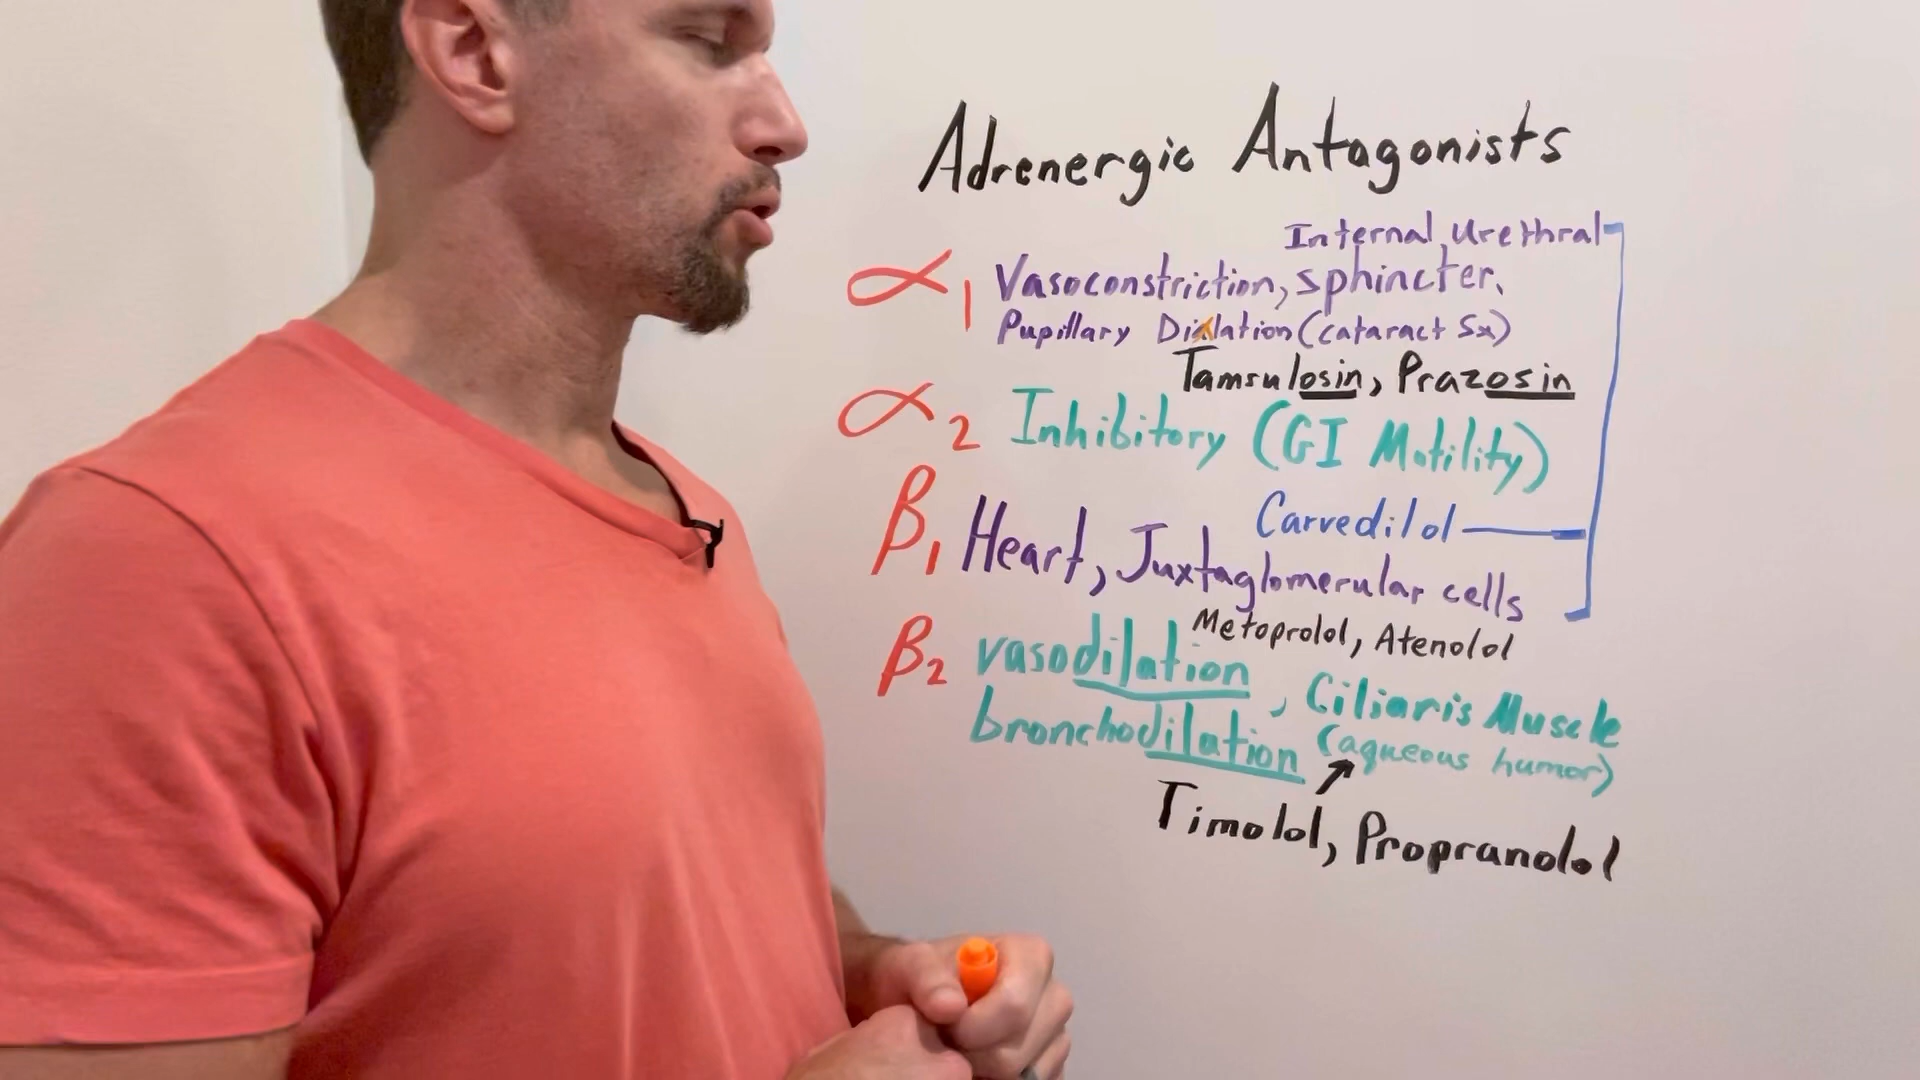 Adrenergic Antagonists
Internal, Urethral
α1 Vasoconstriction, sphincter,
Pupillary Dialation (cataract Sx)
Tamsulosin, Prazosin
α2 Inhibitory (GI Motility)
Carvedilol
β1 Heart, Juxtaglomerular cells
Metoprolol, Atenolol
β2 vasodilation, Ciliaris Muscle
bronchodilation (aqueous humor)
Timolol, Propranolol